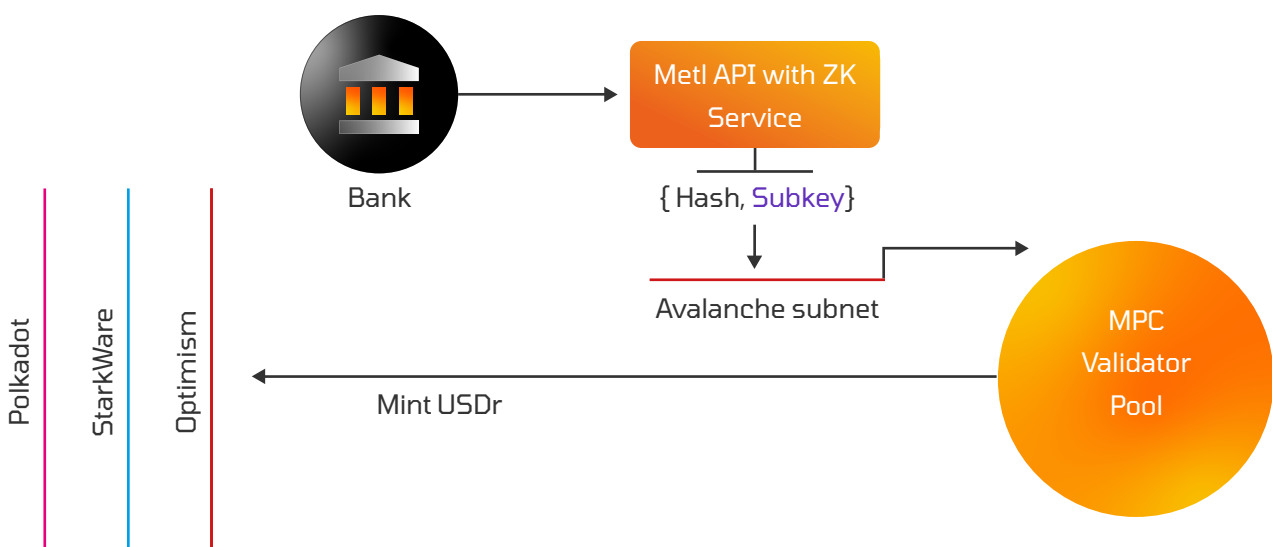 Metl API with ZK
Service
Bank
{ Hash, Subkey}
Avalanche subnet
MPC
Validator
Pool
Mint USDr
Polkadot
StarkWare
Optimism